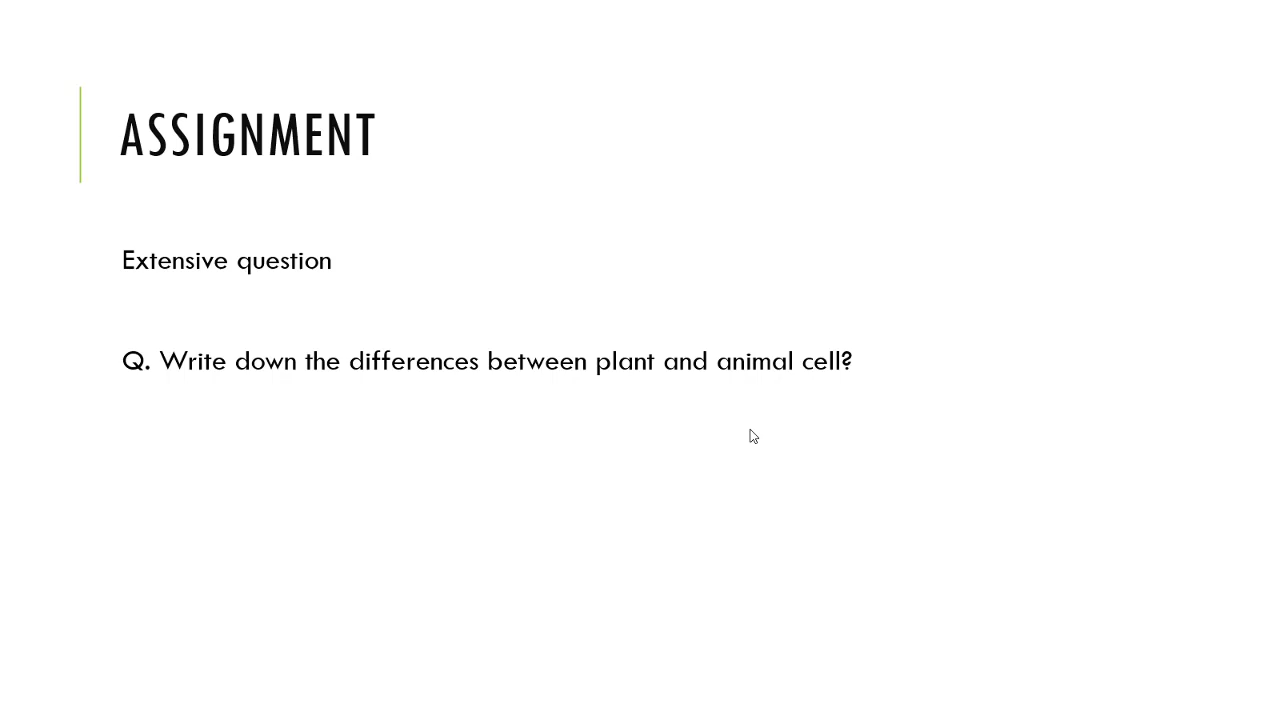 ASSIGNMENT
Extensive question
Q. Write down the differences between plant and animal cell?